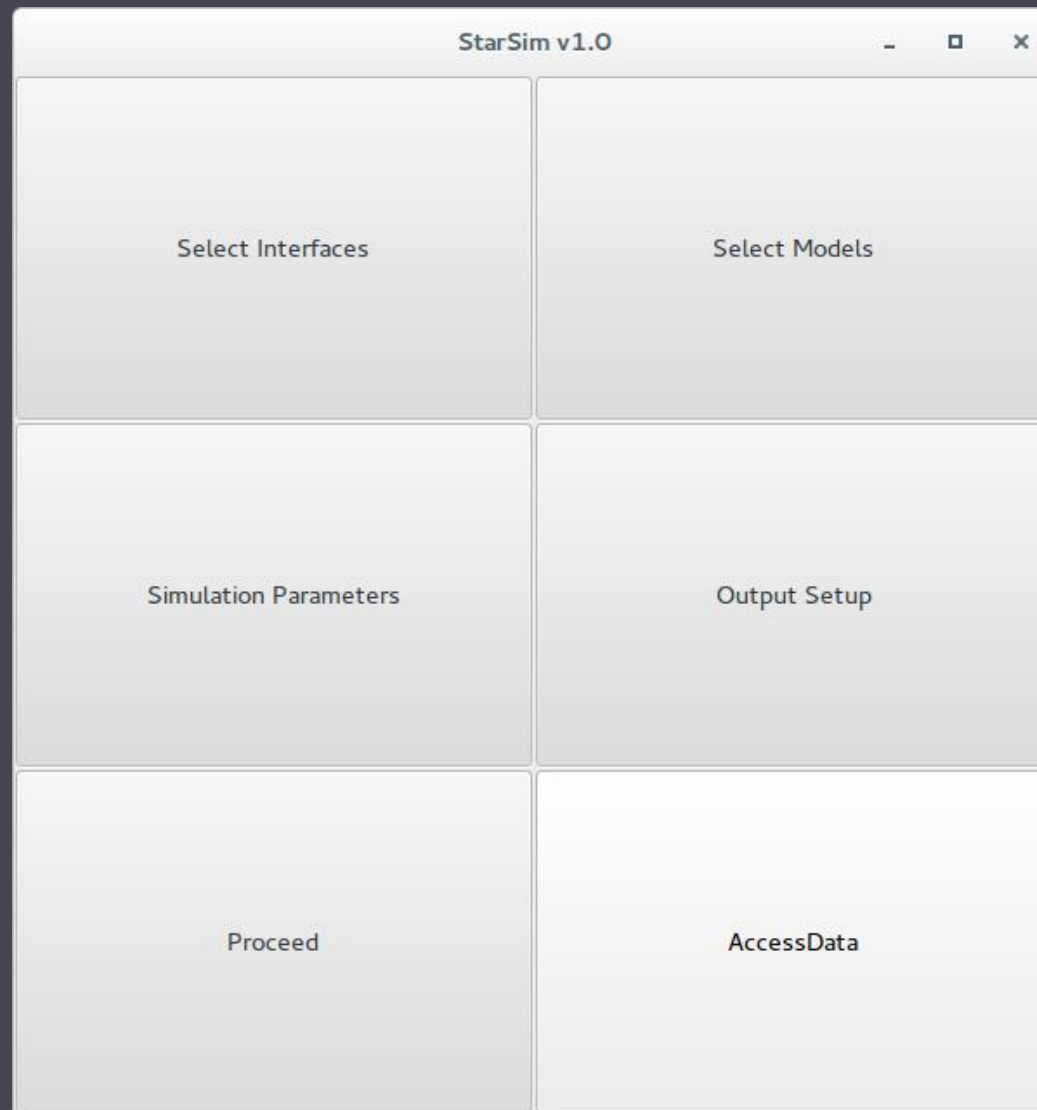 StarSim v1.0
Select Interfaces
Select Models
Simulation Parameters
Output Setup
Proceed
AccessData